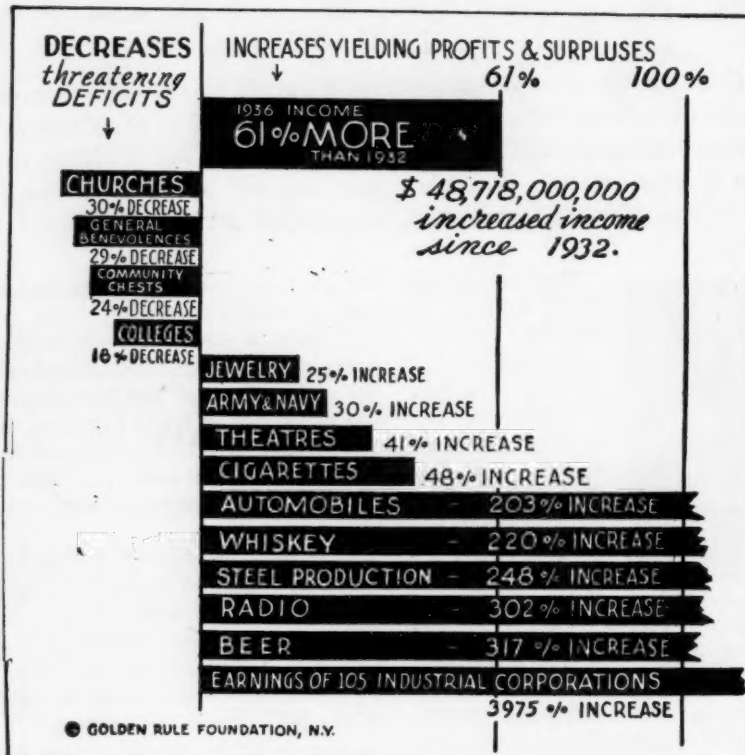 DECREASES
threatening
DEFICITS
INCREASES YIELDING PROFITS & SURPLUSES
61% 100%
1936 INCOME
61% MORE
THAN 1932
$ 48,718,000,000
increased income
since 1932.
CHURCHES
30% DECREASE
GENERAL
BENEVOLENCES
29% DECREASE
COMMUNITY
CHESTS
24% DECREASE
COLLEGES
18% DECREASE
JEWELRY 25% INCREASE
ARMY & NAVY 30% INCREASE
THEATRES 41% INCREASE
CIGARETTES 48% INCREASE
AUTOMOBILES - 203% INCREASE
WHISKEY - 220% INCREASE
STEEL PRODUCTION - 248% INCREASE
RADIO - 302% INCREASE
BEER - 317% INCREASE
EARNINGS OF 105 INDUSTRIAL CORPORATIONS
3975% INCREASE
GOLDEN RULE FOUNDATION, N.Y.